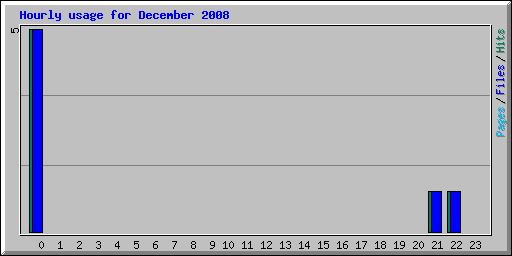 Hourly usage for December 2008
5
Pages/Files/Hits
0 1 2 3 4 5 6 7 8 9 10 11 12 13 14 15 16 17 18 19 20 21 22 23